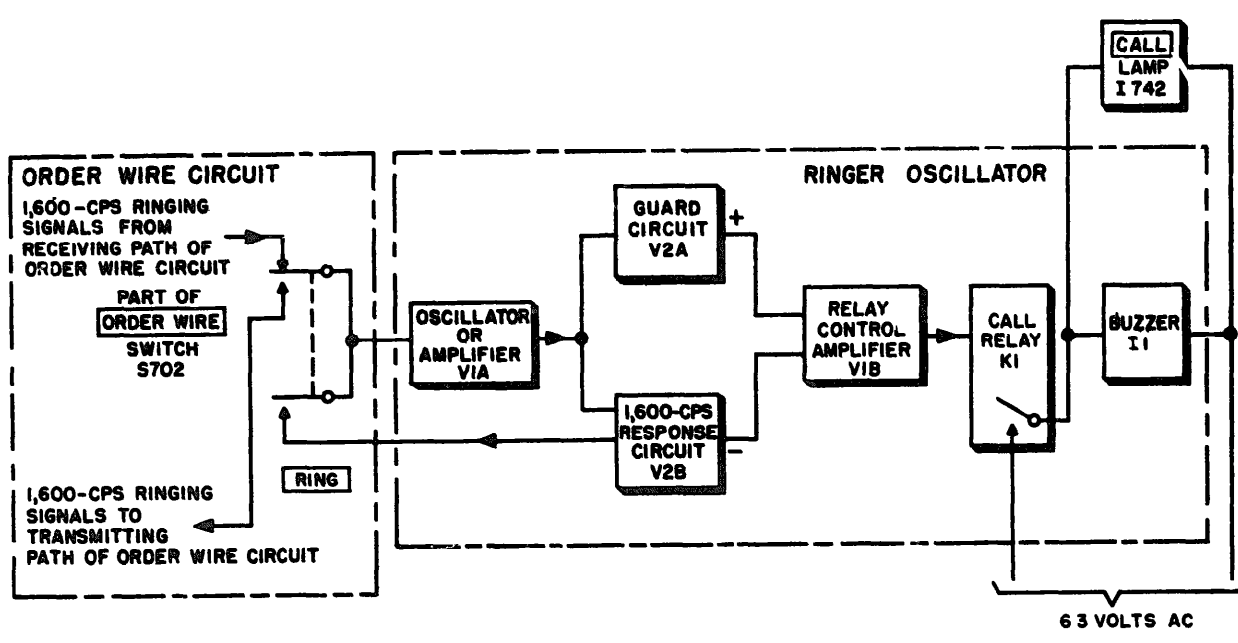 CALL
LAMP
I 742
ORDER WIRE CIRCUIT
1,600-CPS RINGING
SIGNALS FROM
RECEIVING PATH OF
ORDER WIRE CIRCUIT
PART OF
ORDER WIRE
SWITCH
S702
RING
1,600-CPS RINGING
SIGNALS TO
TRANSMITTING
PATH OF ORDER WIRE CIRCUIT
RINGER OSCILLATOR
OSCILLATOR
OR
AMPLIFIER
V1A
GUARD
CIRCUIT
V2A
+
1,600-CPS
RESPONSE
CIRCUIT
V2B
-
RELAY
CONTROL
AMPLIFIER
V1B
CALL
RELAY
K1
BUZZER
I 1
6 3 VOLTS AC